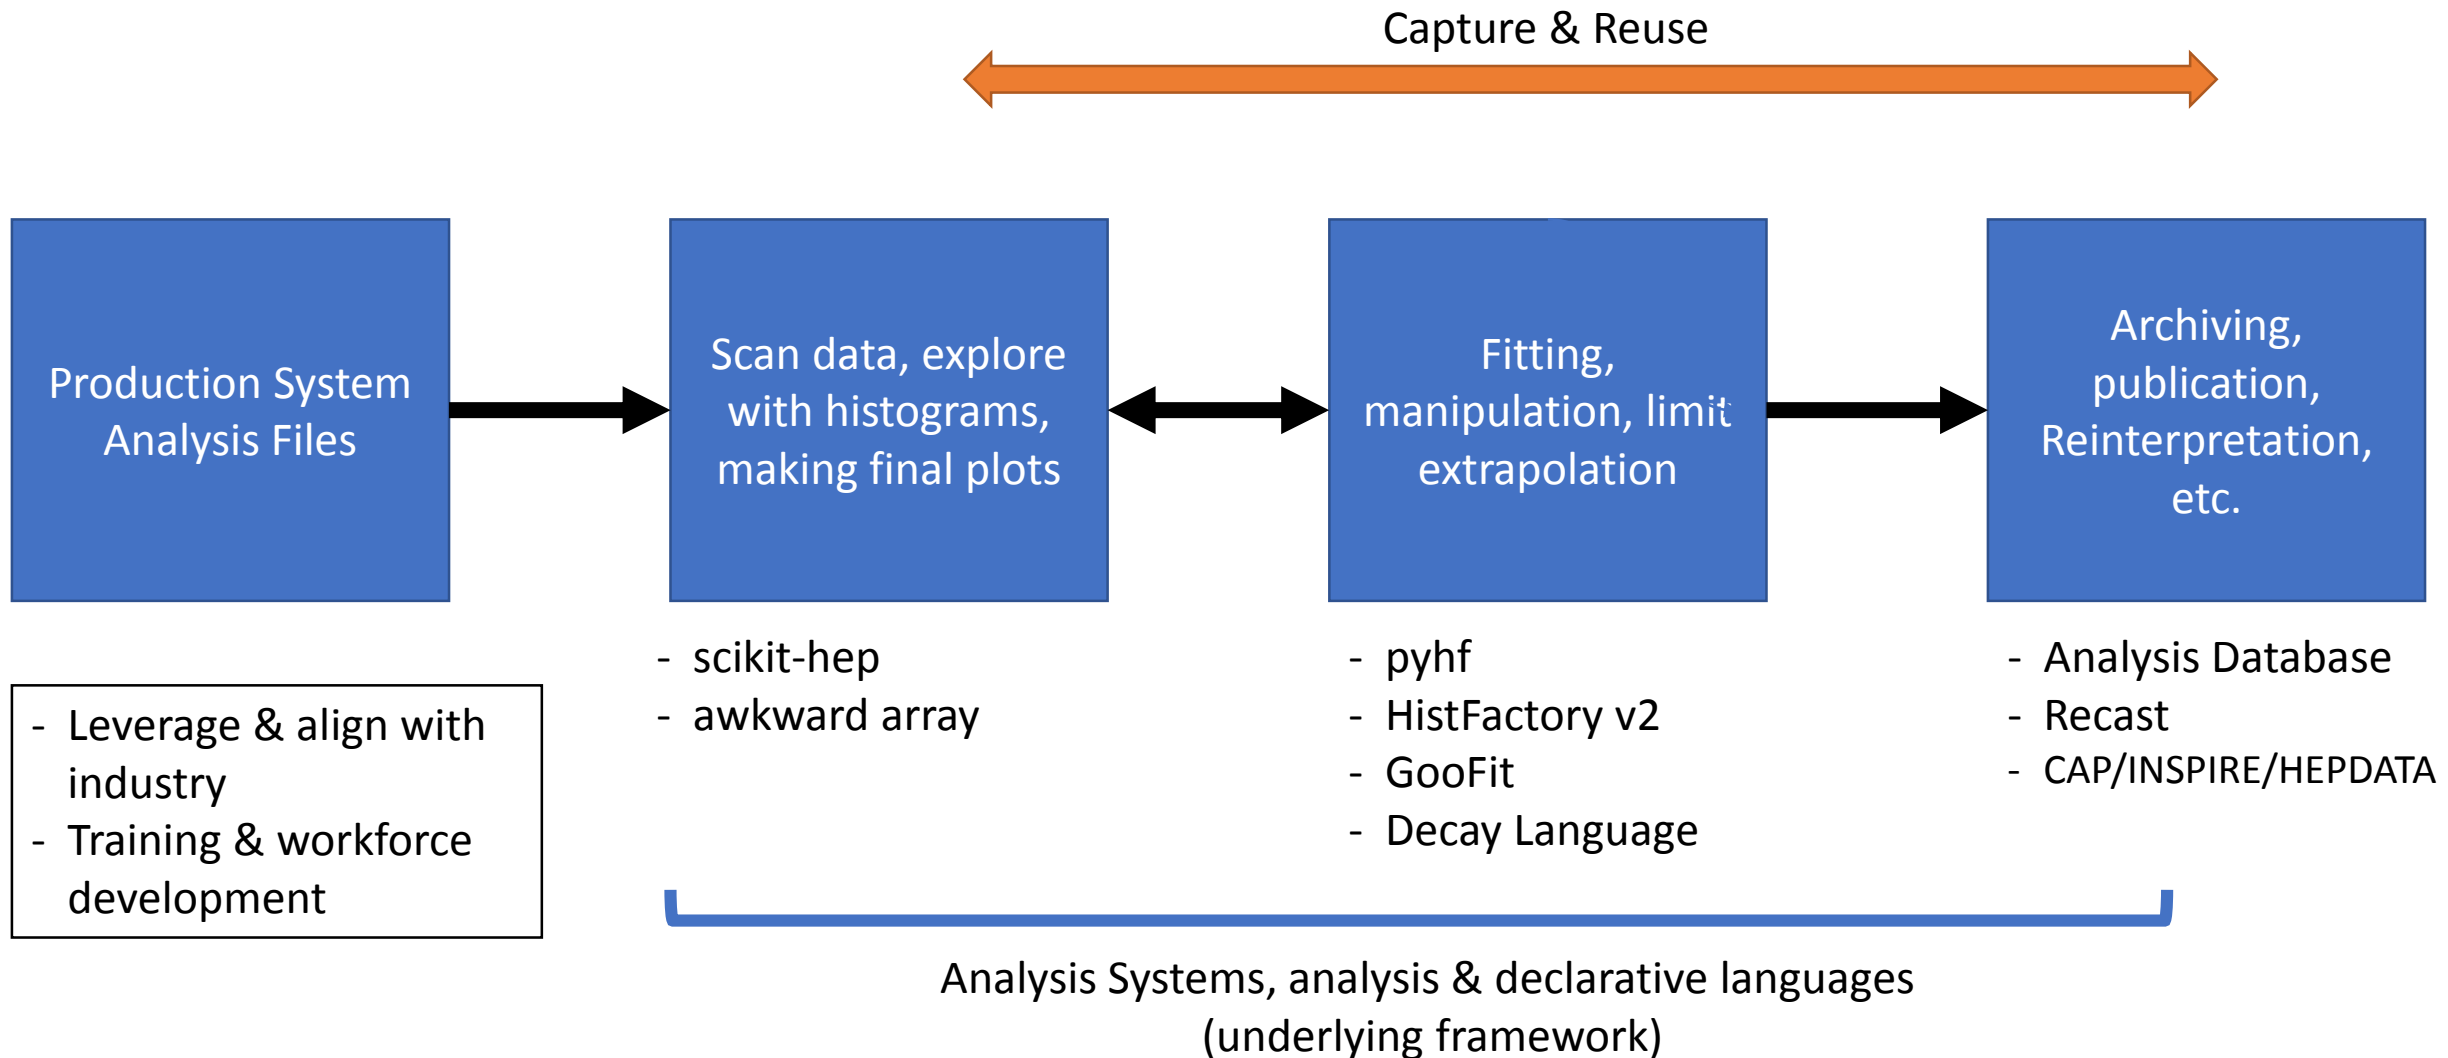 Capture & Reuse
Production System
Analysis Files
Scan data, explore
with histograms,
making final plots
Fitting,
manipulation, limit
extrapolation
Archiving,
publication,
Reinterpretation,
etc.
- Leverage & align with
industry
- Training & workforce
development
- scikit-hep
- awkward array
- pyhf
- HistFactory v2
- GooFit
- Decay Language
- Analysis Database
- Recast
- CAP/INSPIRE/HEPDATA
Analysis Systems, analysis & declarative languages
(underlying framework)